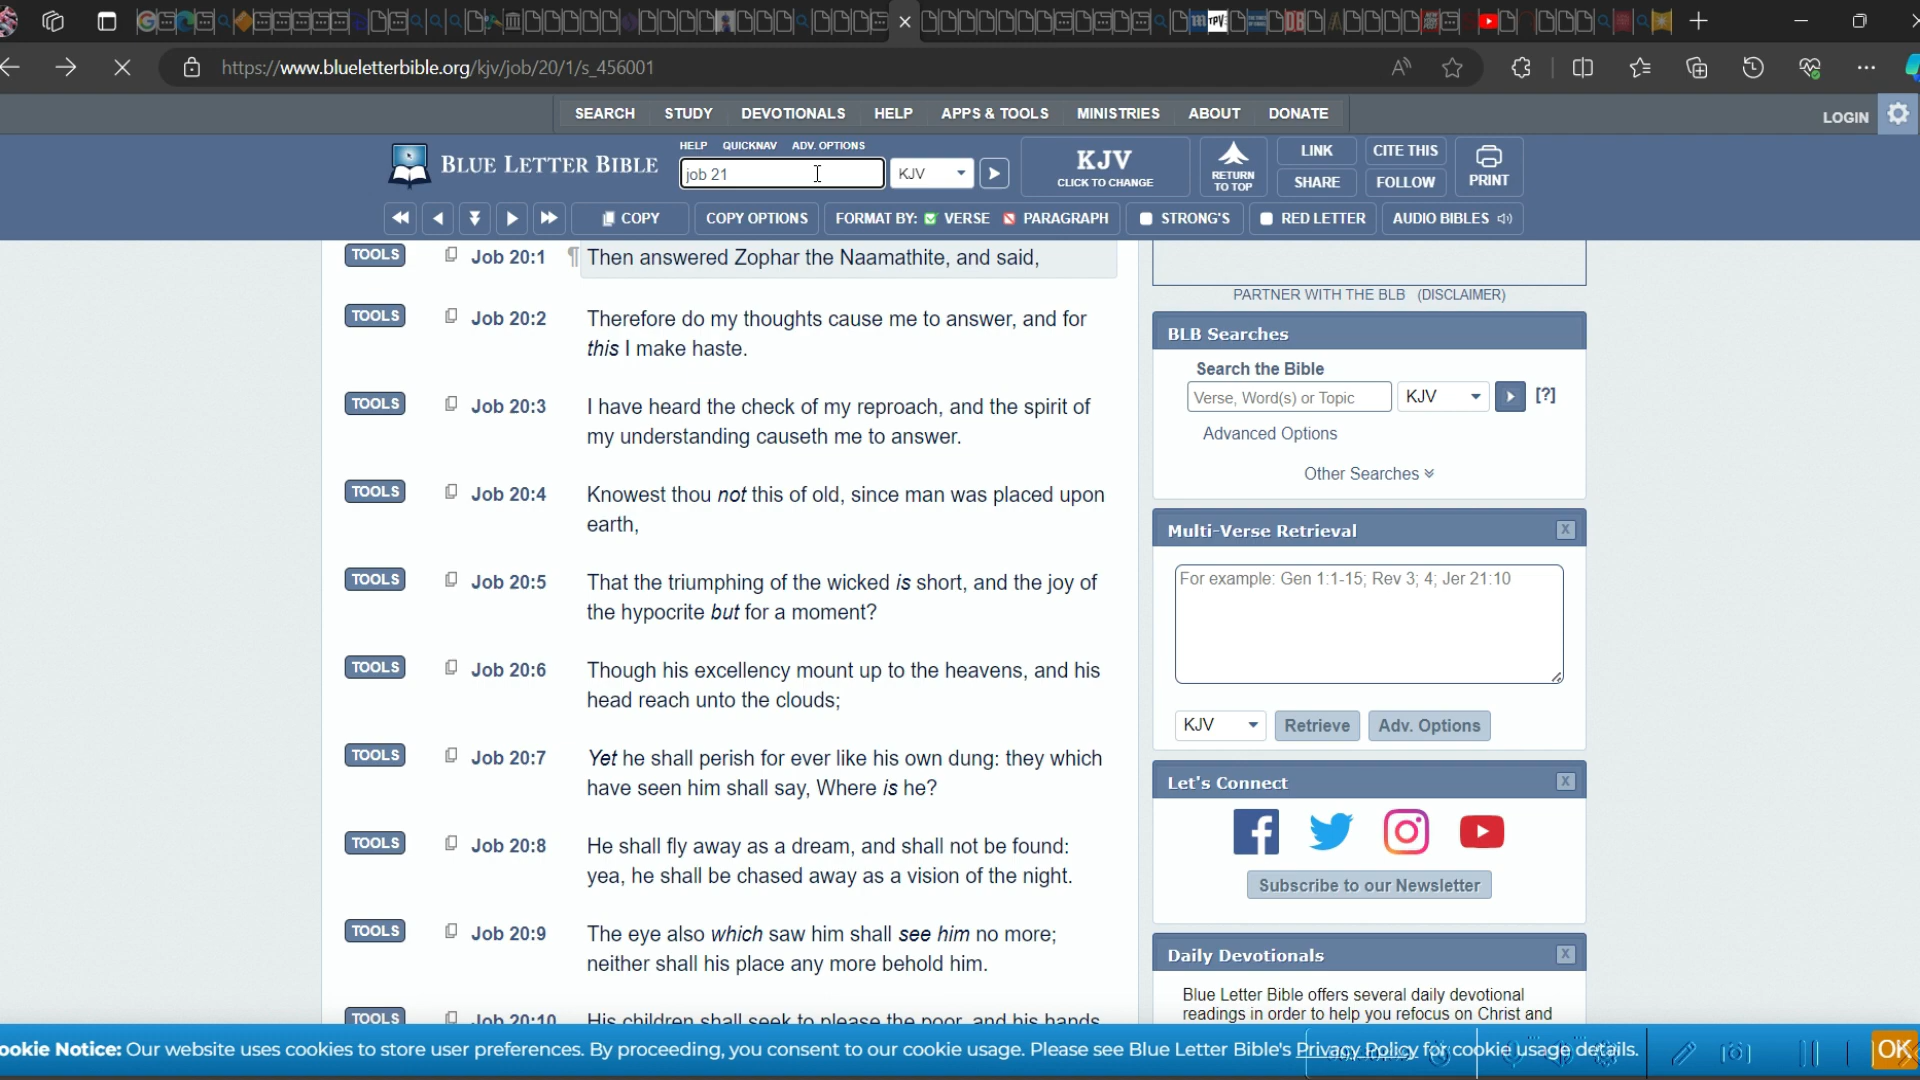 https://www.blueletterbible.org/kjv/job/20/1/s_456001
SEARCH STUDY DEVOTIONALS HELP APPS & TOOLS MINISTRIES ABOUT DONATE
LOGIN
HELP QUICKNAV ADV. OPTIONS
BLUE LETTER BIBLE
job 21
KJV
KJV
CLICK TO CHANGE
RETURN
TO TOP
LINK
CITE THIS
SHARE
FOLLOW
PRINT
COPY
COPY OPTIONS
FORMAT BY: VERSE PARAGRAPH
STRONG'S
RED LETTER
AUDIO BIBLES
TOOLS Job 20:1 ¶ Then answered Zophar the Naamathite, and said,
TOOLS Job 20:2 Therefore do my thoughts cause me to answer, and for
this I make haste.
TOOLS Job 20:3 I have heard the check of my reproach, and the spirit of
my understanding causeth me to answer.
TOOLS Job 20:4 Knowest thou not this of old, since man was placed upon
earth,
TOOLS Job 20:5 That the triumphing of the wicked is short, and the joy of
the hypocrite but for a moment?
TOOLS Job 20:6 Though his excellency mount up to the heavens, and his
head reach unto the clouds;
TOOLS Job 20:7 Yet he shall perish for ever like his own dung: they which
have seen him shall say, Where is he?
TOOLS Job 20:8 He shall fly away as a dream, and shall not be found:
yea, he shall be chased away as a vision of the night.
TOOLS Job 20:9 The eye also which saw him shall see him no more;
neither shall his place any more behold him.
TOOLS Job 20:10 His children shall seek to please the poor, and his hands
PARTNER WITH THE BLB (DISCLAIMER)
BLB Searches
Search the Bible
Verse, Word(s) or Topic KJV [?]
Advanced Options
Other Searches
Multi-Verse Retrieval X
For example: Gen 1:1-15; Rev 3; 4; Jer 21:10
KJV Retrieve Adv. Options
Let's Connect X
Subscribe to our Newsletter
Daily Devotionals X
Blue Letter Bible offers several daily devotional
readings in order to help you refocus on Christ and
ookie Notice: Our website uses cookies to store user preferences. By proceeding, you consent to our cookie usage. Please see Blue Letter Bible's Privacy Policy for cookie usage details.
OK